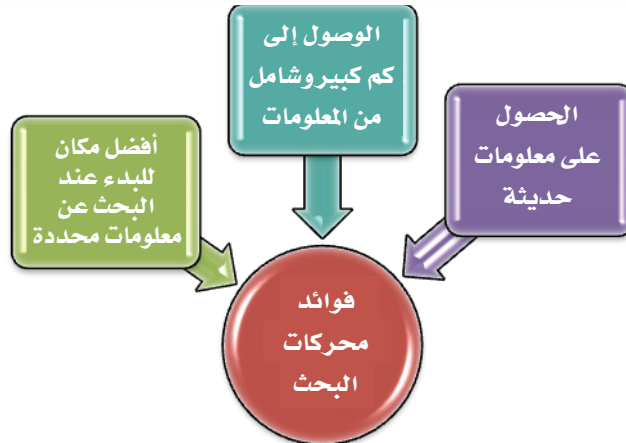 الوصول إلى
كم كبير وشامل
من المعلومات
الحصول
على معلومات
حديثة
أفضل مكان
للبدء عند
البحث عن
معلومات محددة
فوائد
محركات
البحث